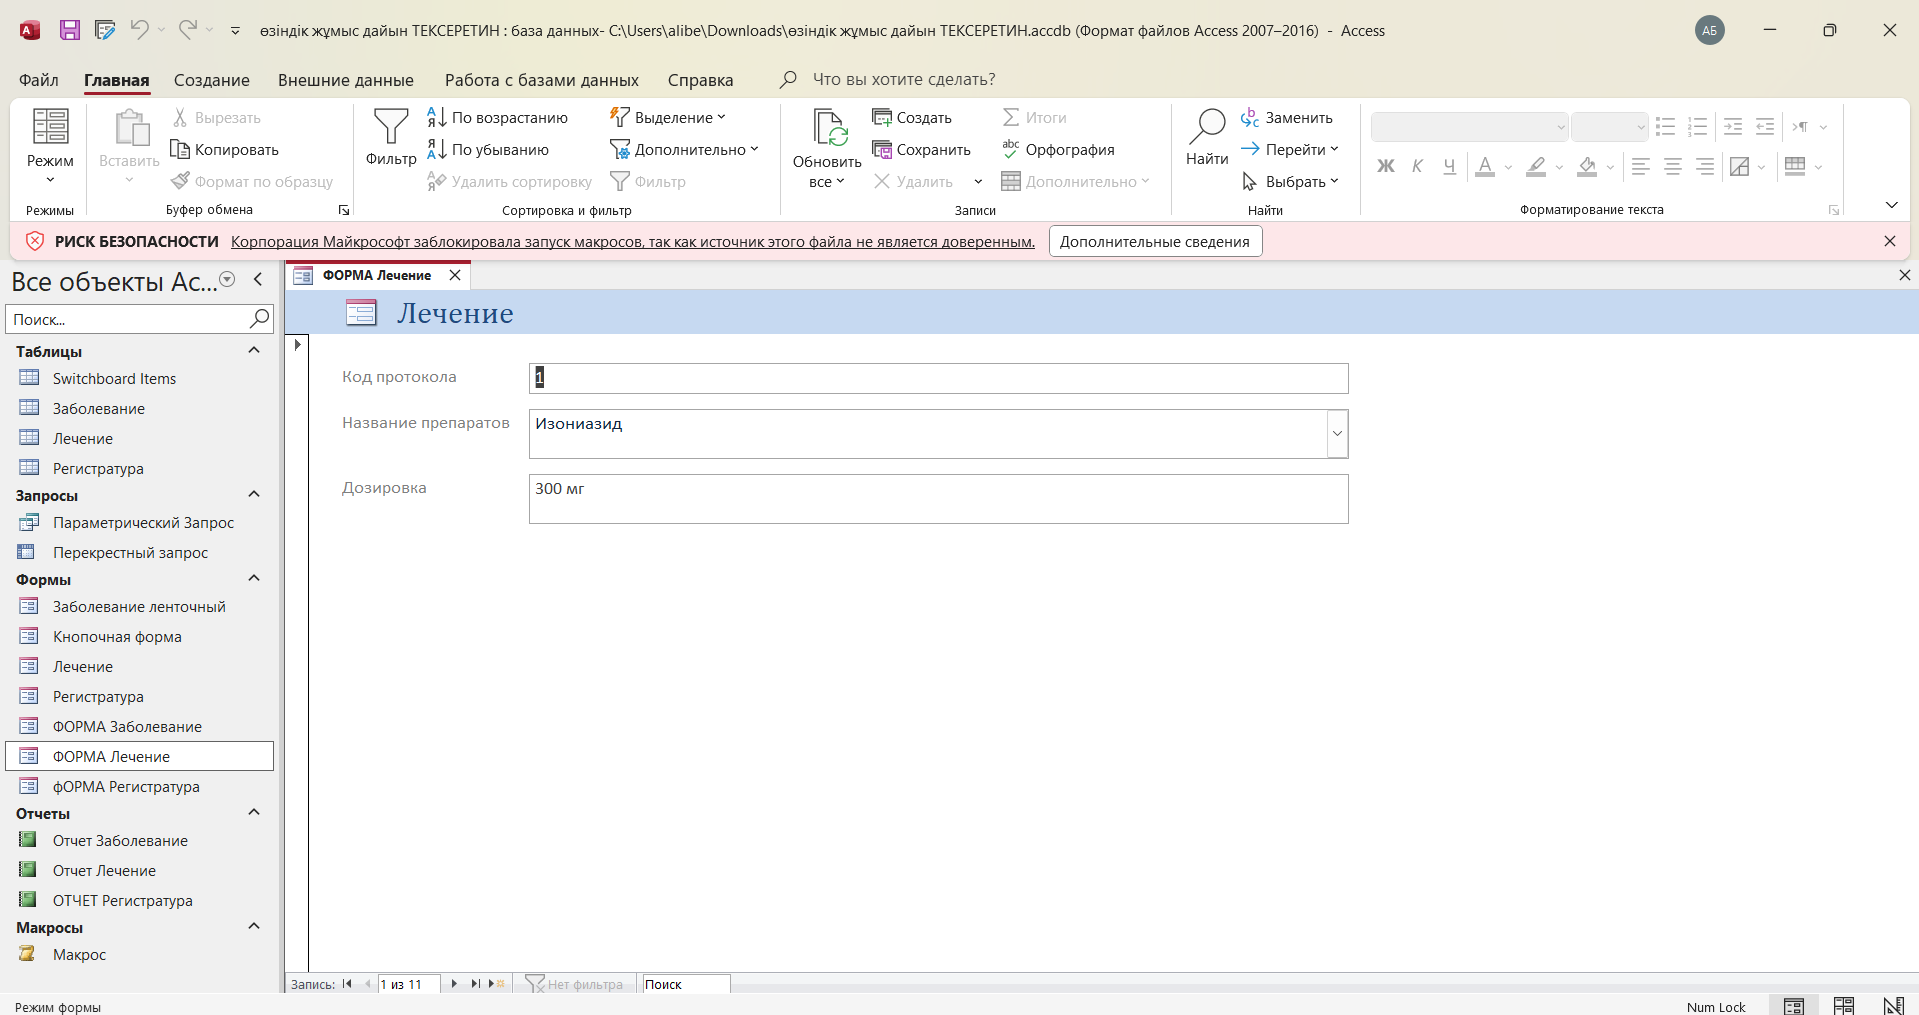 өзіндік жұмыс дайын ТЕКСЕРЕТИН : база данных- C:\Users\alibe\Downloads\өзіндік жұмыс дайын ТЕКСЕРЕТИН.accdb (Формат файлов Access 2007–2016) - Access
АБ
Файл Главная Создание Внешние данные Работа с базами данных Справка Что вы хотите сделать?
Режим
Режимы
Вставить
Вырезать
Копировать
Формат по образцу
Буфер обмена
Фильтр
По возрастанию
По убыванию
Удалить сортировку
Выделение
Дополнительно
Фильтр
Сортировка и фильтр
Обновить
все
Создать
Сохранить
Удалить
Итоги
Орфография
Дополнительно
Записи
Найти
Заменить
Перейти
Выбрать
Найти
Ж К Ч А
Форматирование текста
РИСК БЕЗОПАСНОСТИ Корпорация Майкрософт заблокировала запуск макросов, так как источник этого файла не является доверенным. Дополнительные сведения
Все объекты Ac...
Поиск...
Таблицы
Switchboard Items
Заболевание
Лечение
Регистратура
Запросы
Параметрический Запрос
Перекрестный запрос
Формы
Заболевание ленточный
Кнопочная форма
Лечение
Регистратура
ФОРМА Заболевание
ФОРМА Лечение
фОРМА Регистратура
Отчеты
Отчет Заболевание
Отчет Лечение
ОТЧЕТ Регистратура
Макросы
Макрос
ФОРМА Лечение
Лечение
Код протокола 1
Название препаратов Изониазид
Дозировка 300 мг
Запись: 1 из 11 Нет фильтра Поиск
Режим формы
Num Lock